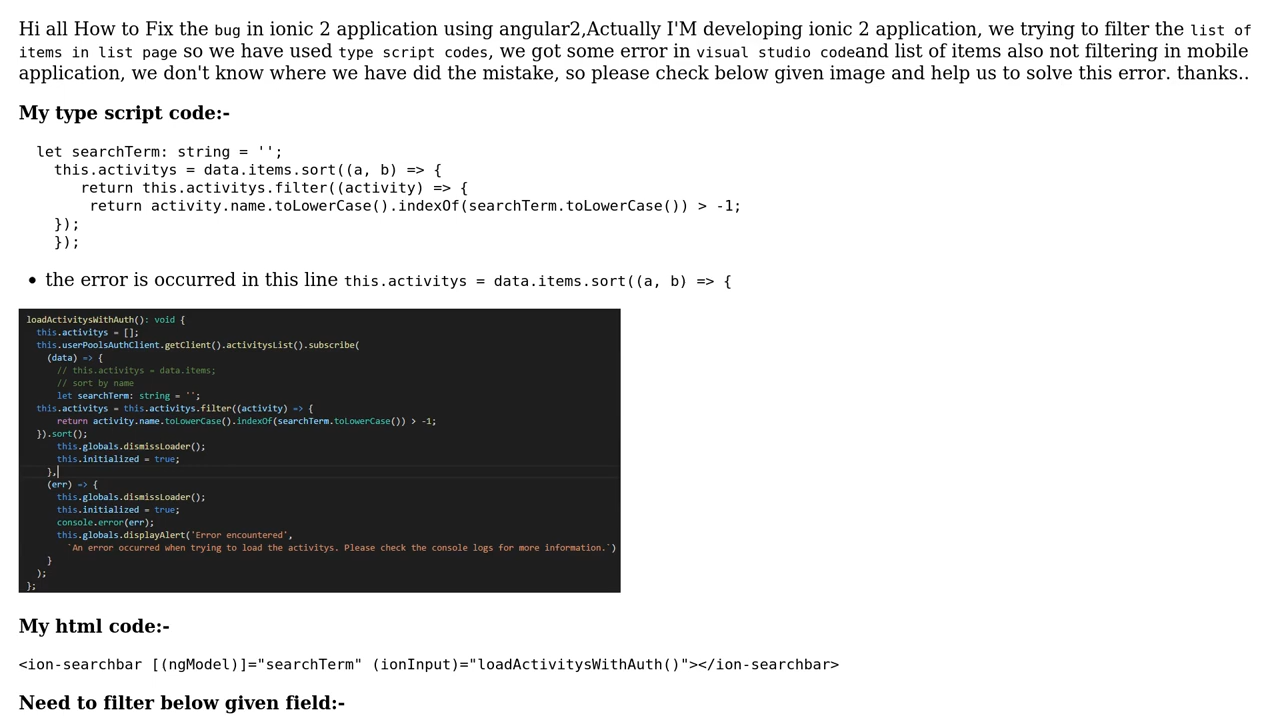 Hi all How to Fix the bug in ionic 2 application using angular2,Actually I'M developing ionic 2 application, we trying to filter the list of
items in list page so we have used type script codes, we got some error in visual studio codeand list of items also not filtering in mobile
application, we don't know where we have did the mistake, so please check below given image and help us to solve this error. thanks..
My type script code:-
let searchTerm: string = '';
this.activitys = data.items.sort((a, b) => {
return this.activitys.filter((activity) => {
return activity.name.toLowerCase().indexOf(searchTerm.toLowerCase()) > -1;
});
});
• the error is occurred in this line this.activitys = data.items.sort((a, b) => {
loadActivitysWithAuth(): void {
this.activitys = [];
this.userPoolsAuthClient.getClient().activitysList().subscribe(
(data) => {
// this.activitys = data.items;
// sort by name
let searchTerm: string = '';
this.activitys = this.activitys.filter((activity) => {
return activity.name.toLowerCase().indexOf(searchTerm.toLowerCase()) > -1;
}).sort();
this.globals.dismissLoader();
this.initialized = true;
},
(err) => {
this.globals.dismissLoader();
this.initialized = true;
console.error(err);
this.globals.displayAlert('Error encountered',
`An error occurred when trying to load the activitys. Please check the console logs for more information.`)
}
);
};
My html code:-
<ion-searchbar [(ngModel)]="searchTerm" (ionInput)="loadActivitysWithAuth()"></ion-searchbar>
Need to filter below given field:-